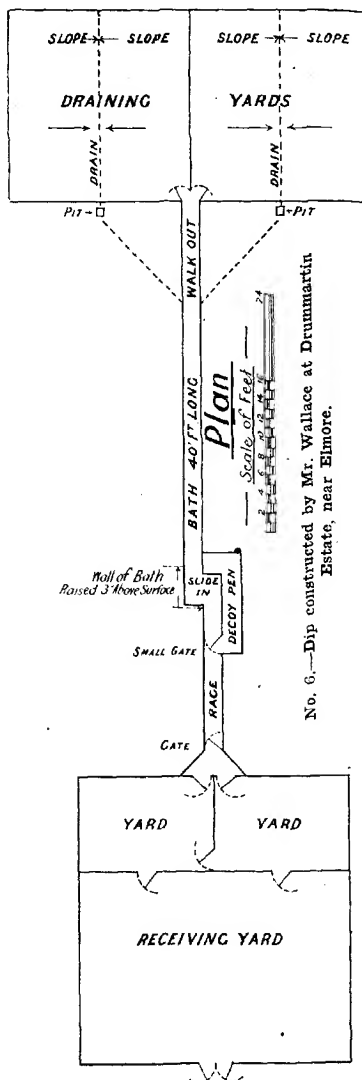 SLOPE SLOPE SLOPE SLOPE
DRAINING YARDS
DRAIN DRAIN
PIT PIT
WALK OUT
BATH 40 FT LONG
Plan
Scale of Feet
2 4 6 8 10 12 14 16 24
No. 6.—Dip constructed by Mr. Wallace at Drummartin
Estate, near Elmore.
Wall of Bath
Raised 3" Above Surface
SLIDE
IN
DECOY PEN
SMALL GATE
RACE
GATE
YARD YARD
RECEIVING YARD